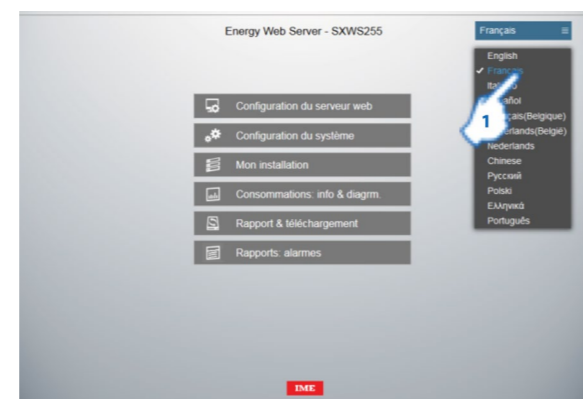 Energy Web Server - SXWS255
Français
English
Français
Español
Français(Belgique)
Nederlands(België)
Nederlands
Chinese
Русский
Polski
Ελληνικά
Português
1
Configuration du serveur web
Configuration du système
Mon installation
Consommations: info & diagrm.
Rapport & téléchargement
Rapports: alarmes
IME